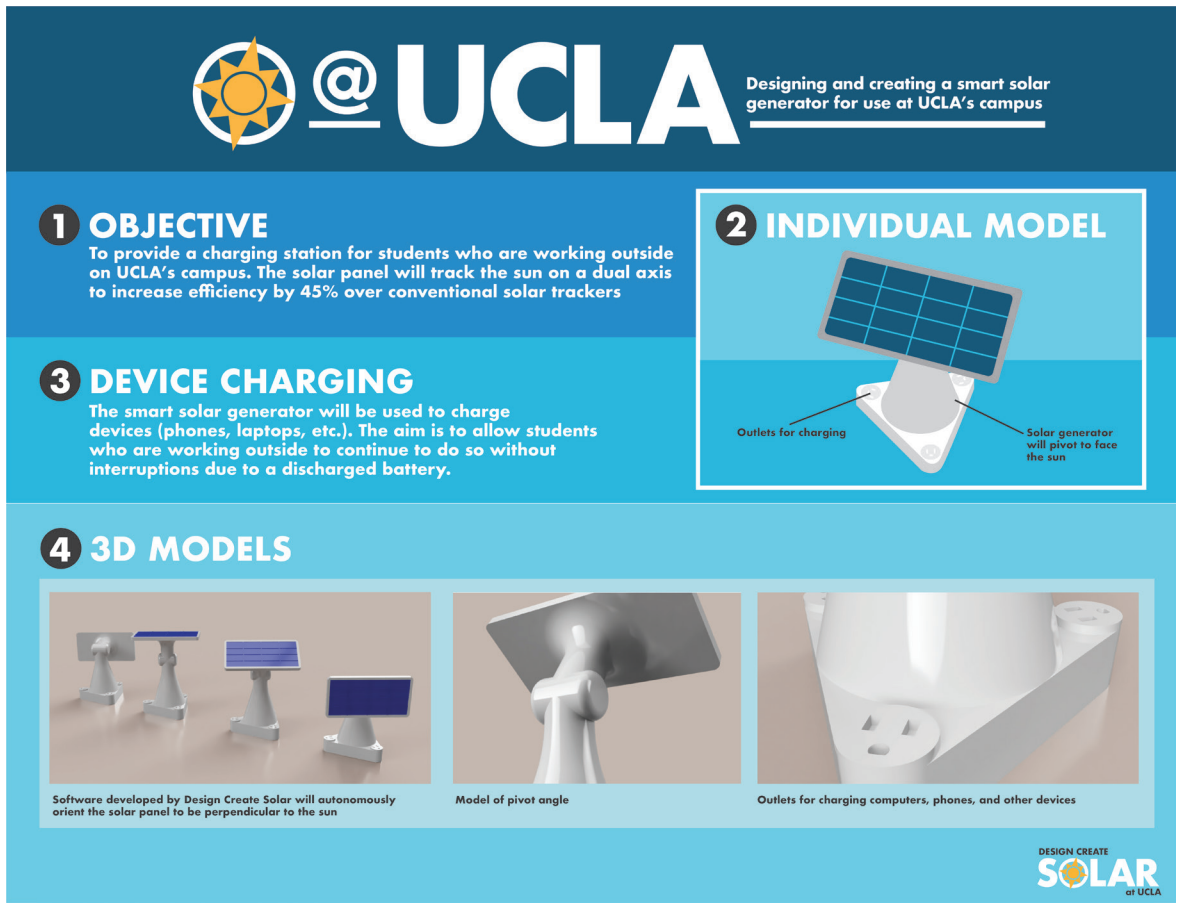 @UCLA
Designing and creating a smart solar
generator for use at UCLA's campus
1 OBJECTIVE
To provide a charging station for students who are working outside
on UCLA's campus. The solar panel will track the sun on a dual axis
to increase efficiency by 45% over conventional solar trackers
2 INDIVIDUAL MODEL
Outlets for charging
Solar generator
will pivot to face
the sun
3 DEVICE CHARGING
The smart solar generator will be used to charge
devices (phones, laptops, etc.). The aim is to allow students
who are working outside to continue to do so without
interruptions due to a discharged battery.
4 3D MODELS
Software developed by Design Create Solar will autonomously
orient the solar panel to be perpendicular to the sun
Model of pivot angle
Outlets for charging computers, phones, and other devices
DESIGN CREATE
SOLAR
at UCLA